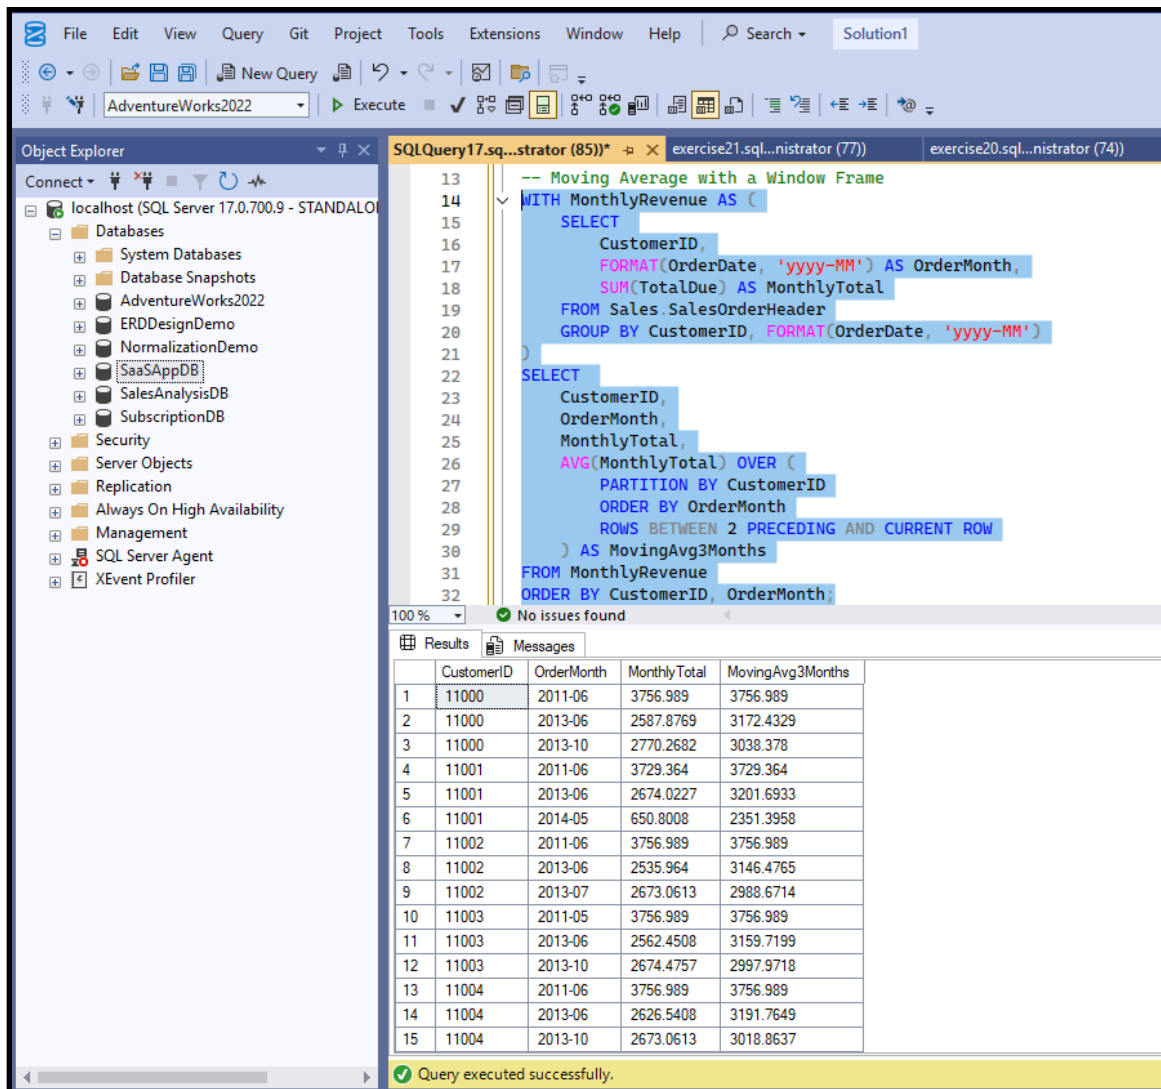 File Edit View Query Git Project Tools Extensions Window Help Search Solution1
New Query
AdventureWorks2022 Execute
Object Explorer
Connect
localhost (SQL Server 17.0.700.9 - STANDALO
Databases
System Databases
Database Snapshots
AdventureWorks2022
ERDDesignDemo
NormalizationDemo
SaaSAppDB
SalesAnalysisDB
SubscriptionDB
Security
Server Objects
Replication
Always On High Availability
Management
SQL Server Agent
XEvent Profiler
SQLQuery17.sq...strator (85))* exercise21.sql...nistrator (77)) exercise20.sql...nistrator (74))
13 -- Moving Average with a Window Frame
14 WITH MonthlyRevenue AS (
15 SELECT
16 CustomerID,
17 FORMAT(OrderDate, 'yyyy-MM') AS OrderMonth,
18 SUM(TotalDue) AS MonthlyTotal
19 FROM Sales.SalesOrderHeader
20 GROUP BY CustomerID, FORMAT(OrderDate, 'yyyy-MM')
21 )
22 SELECT
23 CustomerID,
24 OrderMonth,
25 MonthlyTotal,
26 AVG(MonthlyTotal) OVER (
27 PARTITION BY CustomerID
28 ORDER BY OrderMonth
29 ROWS BETWEEN 2 PRECEDING AND CURRENT ROW
30 ) AS MovingAvg3Months
31 FROM MonthlyRevenue
32 ORDER BY CustomerID, OrderMonth;
100 % No issues found
Results Messages
CustomerID OrderMonth MonthlyTotal MovingAvg3Months
1 11000 2011-06 3756.989 3756.989
2 11000 2013-06 2587.8769 3172.4329
3 11000 2013-10 2770.2682 3038.378
4 11001 2011-06 3729.364 3729.364
5 11001 2013-06 2674.0227 3201.6933
6 11001 2014-05 650.8008 2351.3958
7 11002 2011-06 3756.989 3756.989
8 11002 2013-06 2535.964 3146.4765
9 11002 2013-07 2673.0613 2988.6714
10 11003 2011-05 3756.989 3756.989
11 11003 2013-06 2562.4508 3159.7199
12 11003 2013-10 2674.4757 2997.9718
13 11004 2011-06 3756.989 3756.989
14 11004 2013-06 2626.5408 3191.7649
15 11004 2013-10 2673.0613 3018.8637
Query executed successfully.